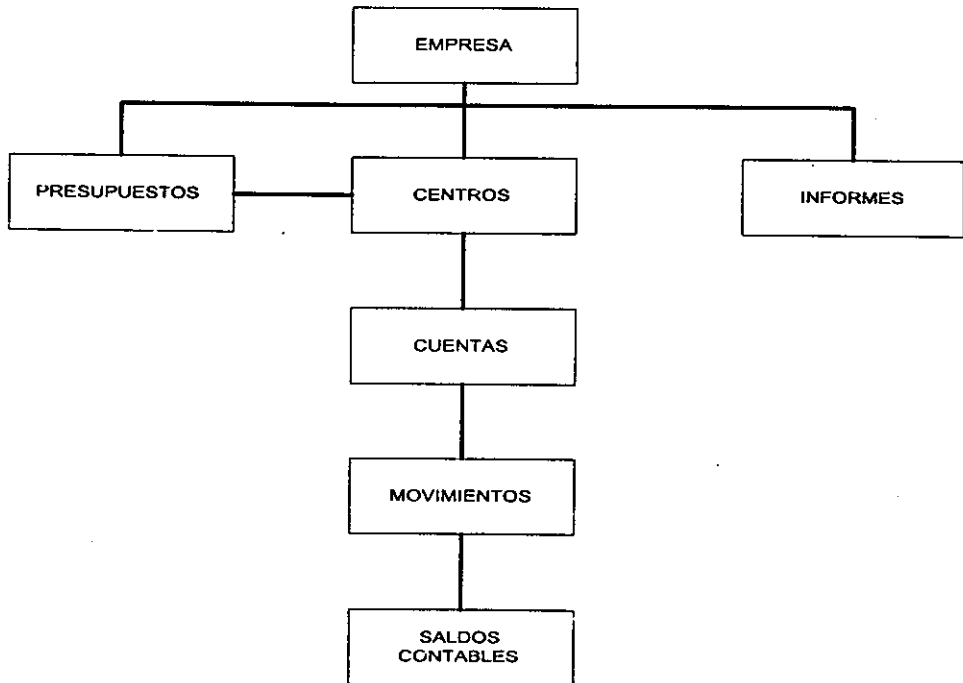 EMPRESA
PRESUPUESTOS
CENTROS
INFORMES
CUENTAS
MOVIMIENTOS
SALDOS
CONTABLES